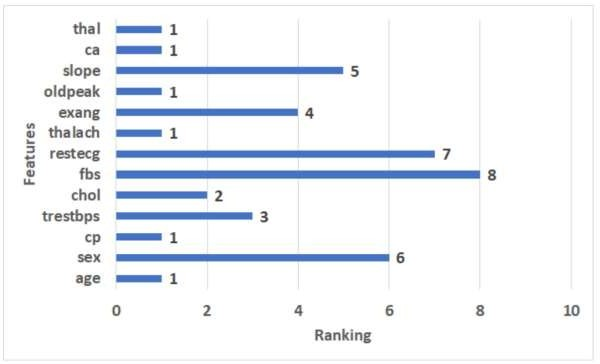 thal 1
ca 1
slope 5
oldpeak 1
exang 4
thalach 1
restecg 7
fbs 8
chol 2
trestbps 3
cp 1
sex 6
age 1
Features
0 2 4 6 8 10
Ranking